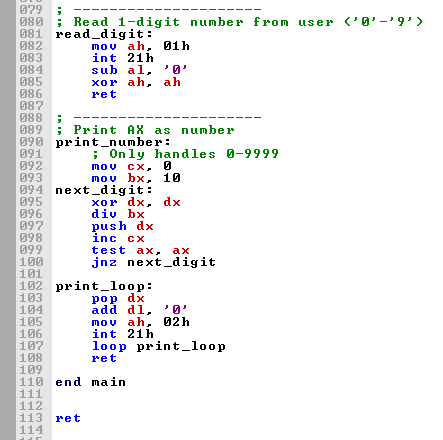 079 ; ---------------------
080 ; Read 1-digit number from user ('0'-'9')
081 read_digit:
082     mov ah, 01h
083     int 21h
084     sub al, '0'
085     xor ah, ah
086     ret
087
088 ; ---------------------
089 ; Print AX as number
090 print_number:
091     ; Only handles 0-9999
092     mov cx, 0
093     mov bx, 10
094 next_digit:
095     xor dx, dx
096     div bx
097     push dx
098     inc cx
099     test ax, ax
100     jnz next_digit
101
102 print_loop:
103     pop dx
104     add dl, '0'
105     mov ah, 02h
106     int 21h
107     loop print_loop
108     ret
109
110 end main
111
112
113 ret
114